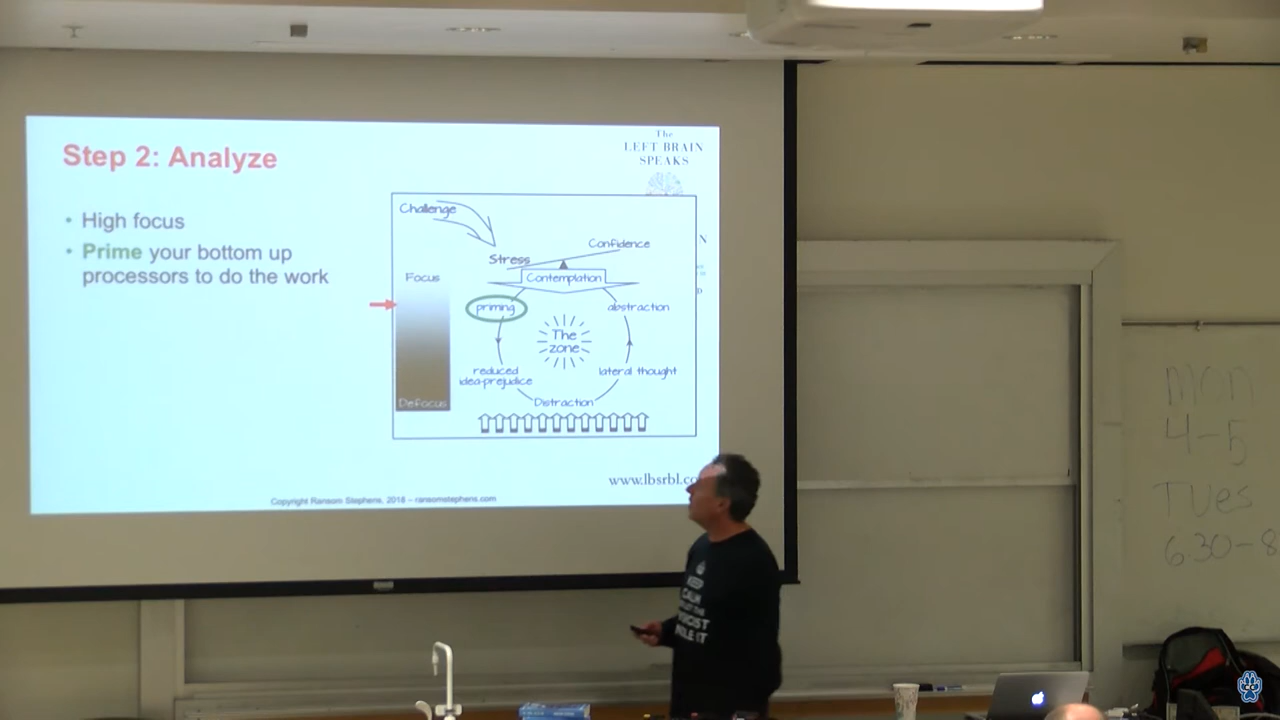 Step 2: Analyze
The
LEFT BRAIN
SPEAKS
• High focus
• Prime your bottom up
processors to do the work
Challenge
Confidence
Stress
Focus
Contemplation
priming
abstraction
The
zone
reduced
idea-prejudice
lateral thought
Distraction
Defocus
N
D
www.lbsrbl.co
Copyright Ransom Stephens, 2018 – ransomstephens.com
KEEP
CALM
THE
IT
MON
4-5
TUes
6:30-8